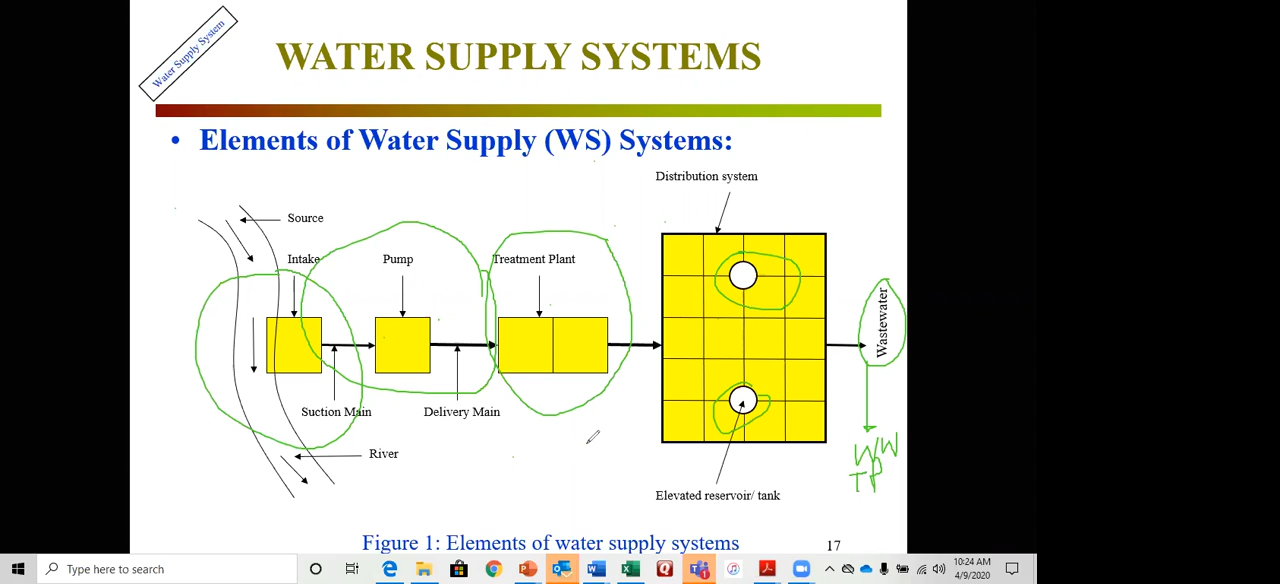 Water Supply System
WATER SUPPLY SYSTEMS
• Elements of Water Supply (WS) Systems:
Distribution system
Source
Intake
Pump
Treatment Plant
Wastewater
Suction Main
Delivery Main
WW
TP
River
Elevated reservoir/ tank
Figure 1: Elements of water supply systems
17
Type here to search
10:24 AM
4/9/2020